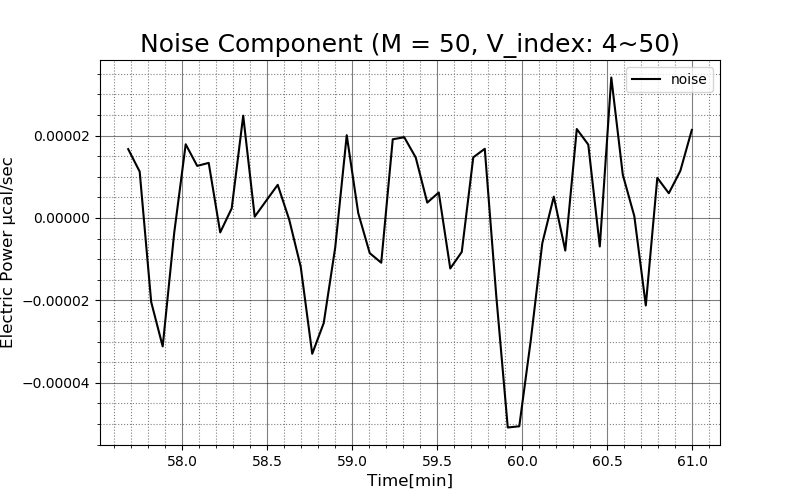 Noise Component (M = 50, V_index: 4~50)
noise
Electric Power μcal/sec
0.00002
0.00000
−0.00002
−0.00004
58.0 58.5 59.0 59.5 60.0 60.5 61.0
Time[min]